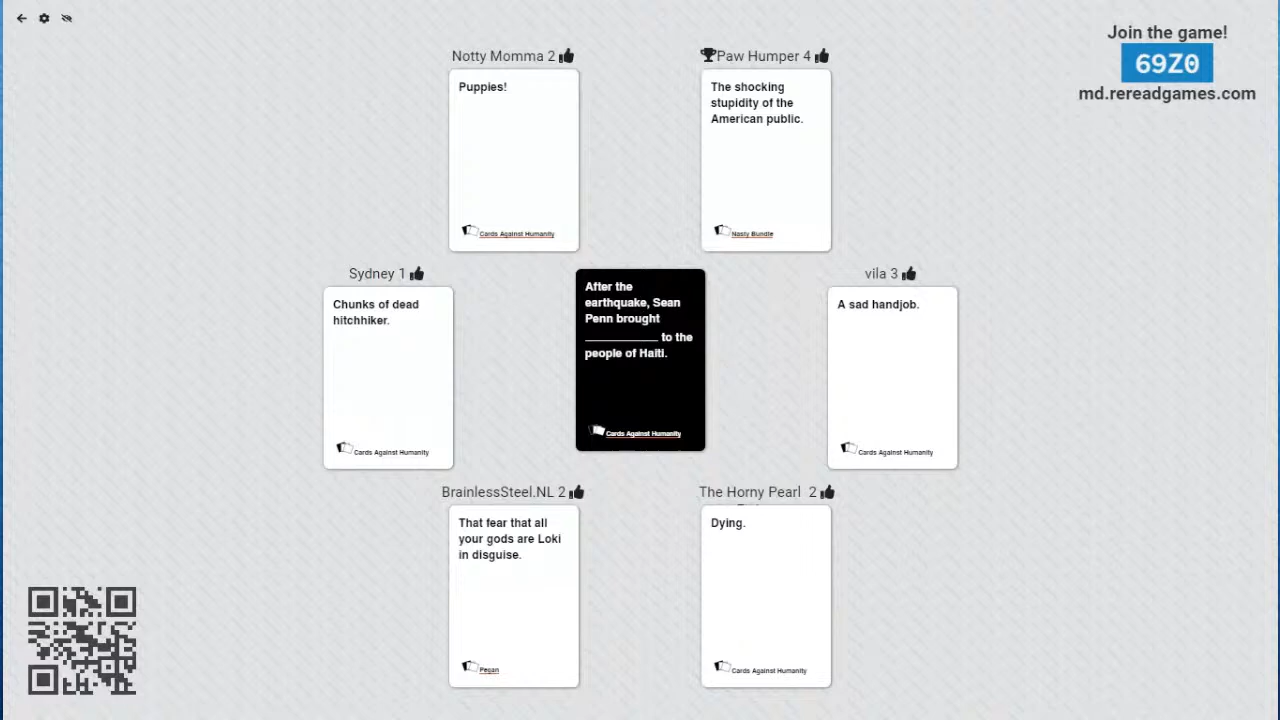 Join the game!
69Z0
md.rereadgames.com
Notty Momma 2
Puppies!
Cards Against Humanity
Paw Humper 4
The shocking
stupidity of the
American public.
Nasty Bundle
Sydney 1
Chunks of dead
hitchhiker.
Cards Against Humanity
After the
earthquake, Sean
Penn brought
____________ to the
people of Haiti.
Cards Against Humanity
vila 3
A sad handjob.
Cards Against Humanity
BrainlessSteel.NL 2
That fear that all
your gods are Loki
in disguise.
Pegan
The Horny Pearl 2
Dying.
Cards Against Humanity